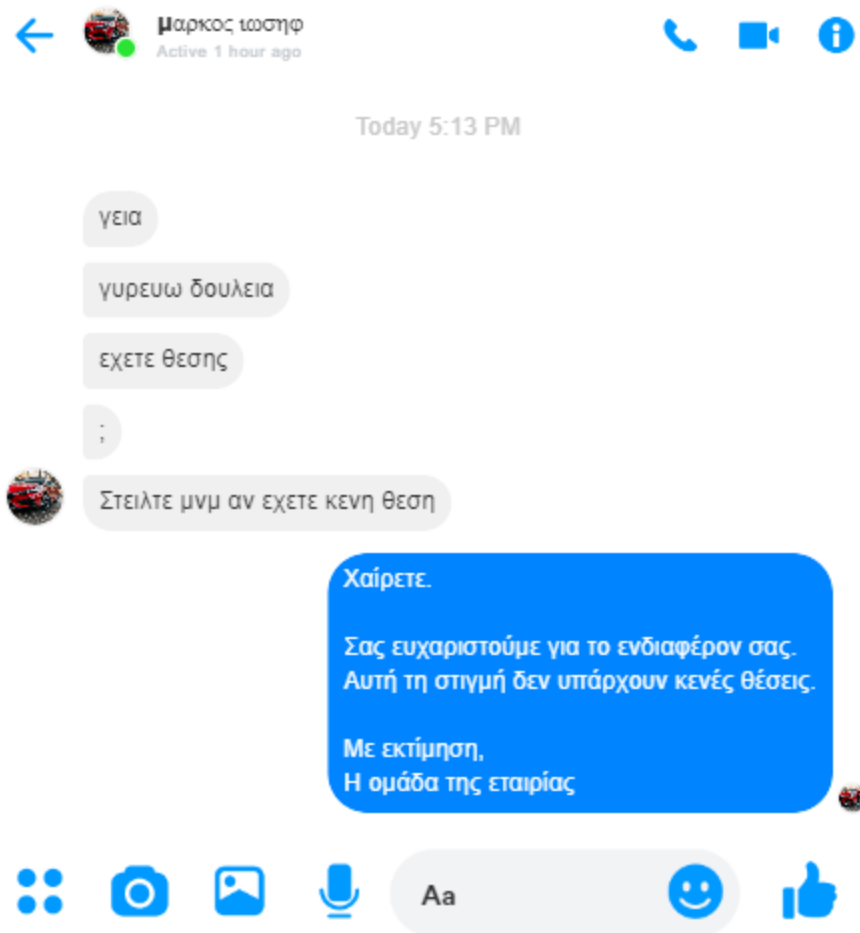 μαρκος ιωσηφ
Active 1 hour ago
Today 5:13 PM
γεια
γυρευω δουλεια
εχετε θεσης
;
Στειλτε μνμ αν εχετε κενη θεση
Χαίρετε.
Σας ευχαριστούμε για το ενδιαφέρον σας.
Αυτή τη στιγμή δεν υπάρχουν κενές θέσεις.
Με εκτίμηση,
Η ομάδα της εταιρίας
Aa